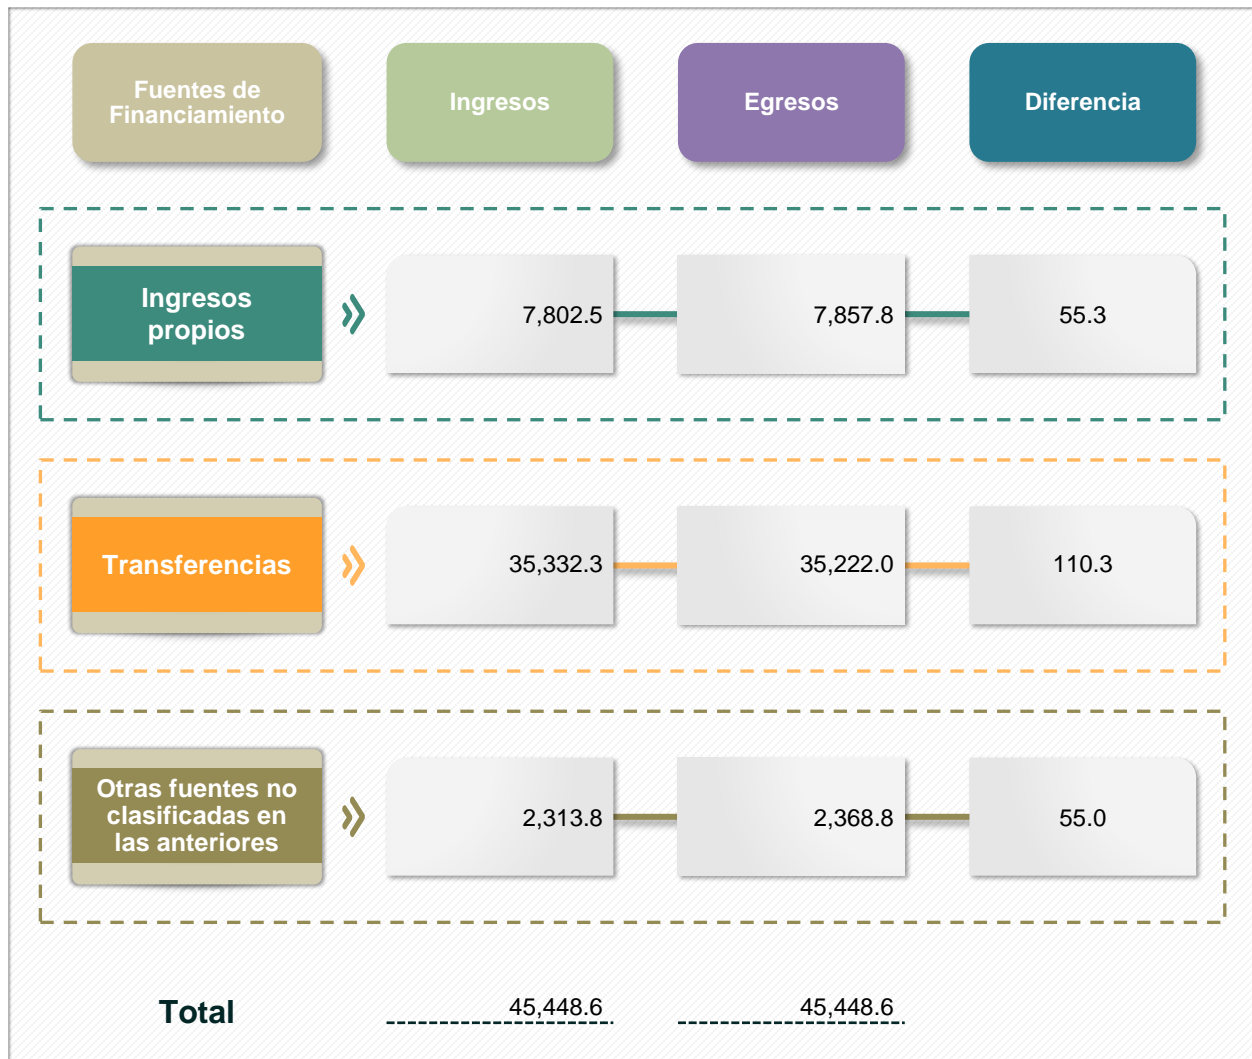 Fuentes de
Financiamiento
Ingresos
Egresos
Diferencia
Ingresos
propios
7,802.5
7,857.8
55.3
Transferencias
35,332.3
35,222.0
110.3
Otras fuentes no
clasificadas en
las anteriores
2,313.8
2,368.8
55.0
Total
45,448.6
45,448.6